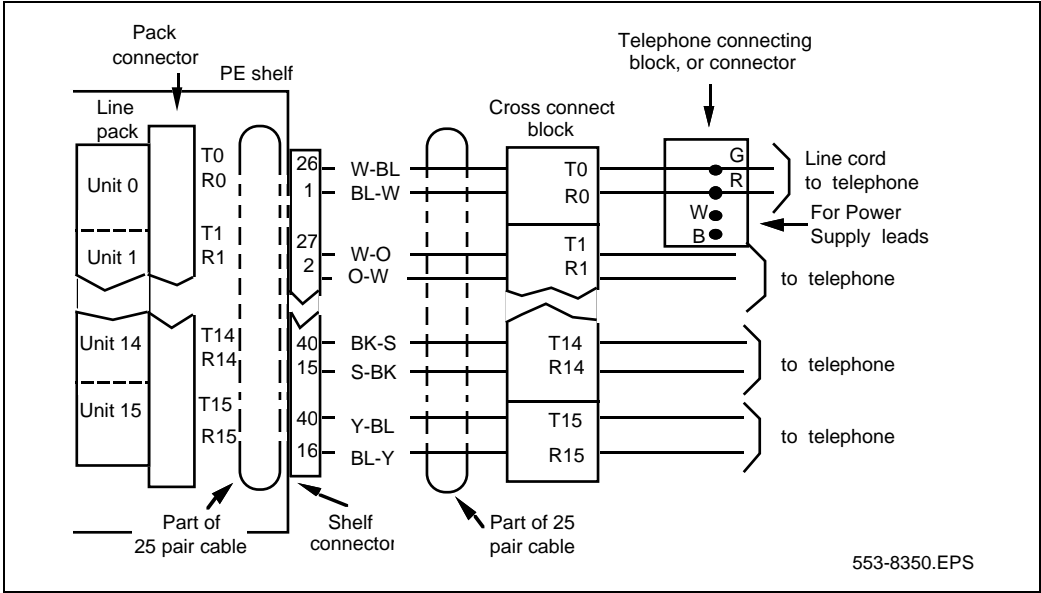 Pack
connector
PE shelf
Telephone connecting
block, or connector
Line
pack
Cross connect
block
Unit 0
T0
R0
26
1
W-BL
BL-W
T0
R0
G
R
W
B
Line cord
to telephone
For Power
Supply leads
Unit 1
T1
R1
27
2
W-O
O-W
T1
R1
to telephone
Unit 14
T14
R14
40
15
BK-S
S-BK
T14
R14
to telephone
Unit 15
T15
R15
40
16
Y-BL
BL-Y
T15
R15
to telephone
Part of
25 pair cable
Shelf
connector
Part of 25
pair cable
553-8350.EPS